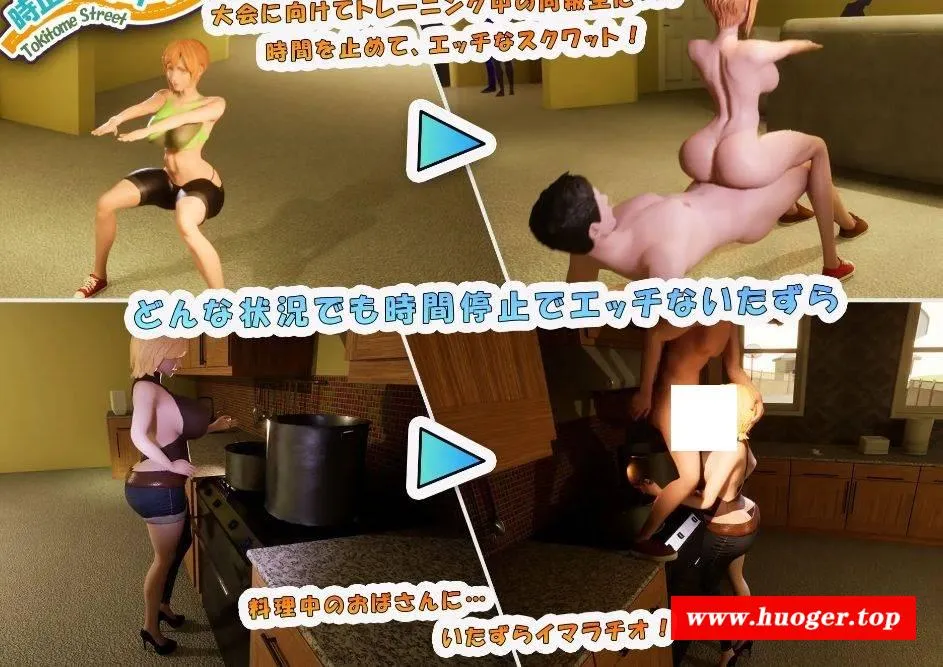 Tokitome Street
大会に向けてトレーニング中の同級生に…
時間を止めて、エッチなスクワット！
どんな状況でも時間停止でエッチないたずら
料理中のおばさんに…
いたずらイマラチオ！
www.huoger.top